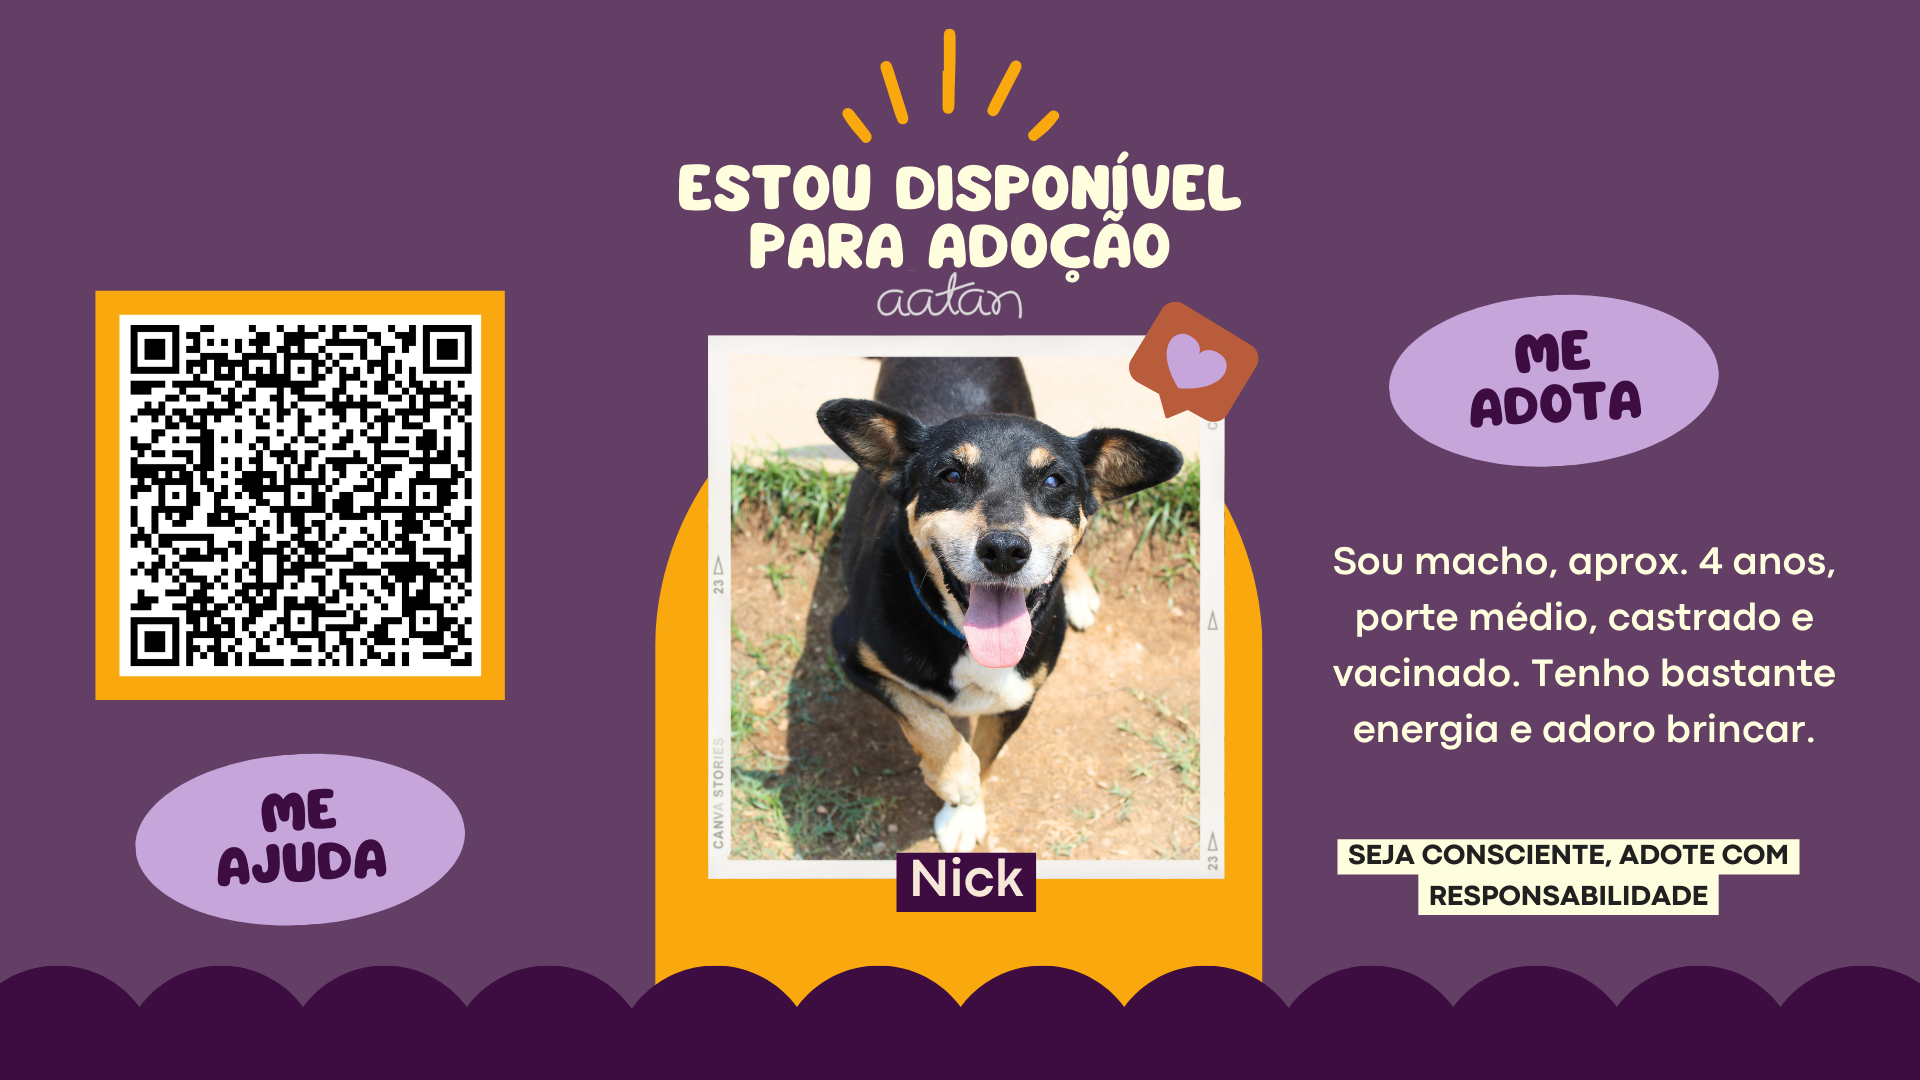 ESTOU DISPONÍVEL
PARA ADOÇÃO
aatan
ME
AJUDA
23
CANVA STORIES
23
Nick
ME
ADOTA
Sou macho, aprox. 4 anos,
porte médio, castrado e
vacinado. Tenho bastante
energia e adoro brincar.
SEJA CONSCIENTE, ADOTE COM
RESPONSABILIDADE